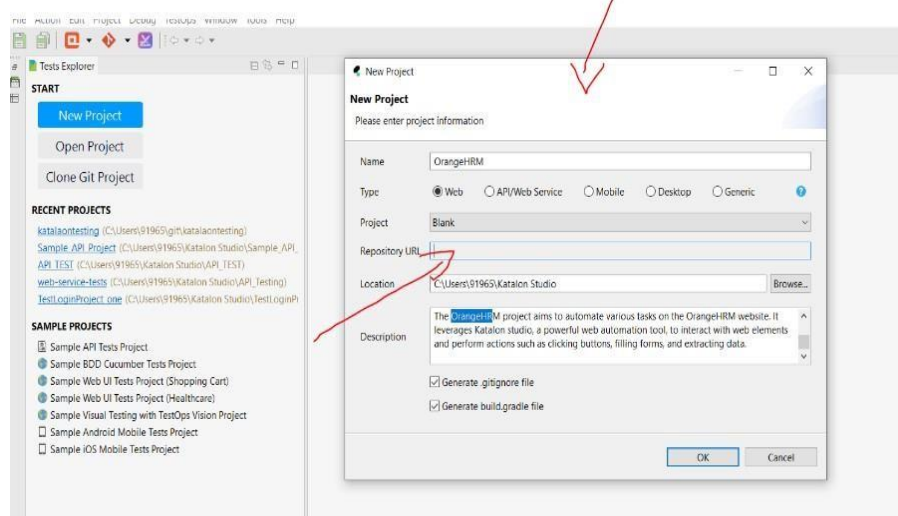 File Action Edit Project Debug TestOps Window Tools Help
Tests Explorer
START
New Project
Open Project
Clone Git Project
RECENT PROJECTS
katalaontesting (C:\Users\91965\git\katalaontesting)
Sample API Project (C:\Users\91965\Katalon Studio\Sample_API_
API TEST (C:\Users\91965\Katalon Studio\API_TEST)
web-service-tests (C:\Users\91965\Katalon Studio\API_Testing)
TestLoginProject one (C:\Users\91965\Katalon Studio\TestLoginPr
SAMPLE PROJECTS
Sample API Tests Project
Sample BDD Cucumber Tests Project
Sample Web UI Tests Project (Shopping Cart)
Sample Web UI Tests Project (Healthcare)
Sample Visual Testing with TestOps Vision Project
Sample Android Mobile Tests Project
Sample iOS Mobile Tests Project
New Project
New Project
Please enter project information
Name OrangeHRM
Type Web API/Web Service Mobile Desktop Generic
Project Blank
Repository URL
Location C:\Users\91965\Katalon Studio Browse...
Description
The OrangeHRM project aims to automate various tasks on the OrangeHRM website. It
leverages Katalon studio, a powerful web automation tool, to interact with web elements
and perform actions such as clicking buttons, filling forms, and extracting data.
Generate .gitignore file
Generate build.gradle file
OK Cancel